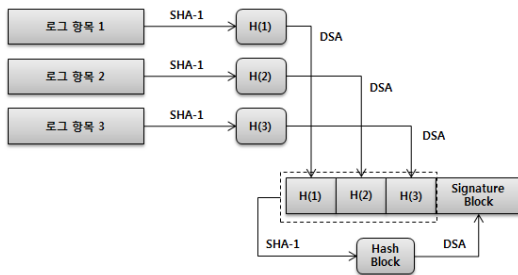 로그 항목 1
SHA-1
H(1)
DSA
로그 항목 2
SHA-1
H(2)
DSA
로그 항목 3
SHA-1
H(3)
DSA
H(1)
H(2)
H(3)
Signature
Block
SHA-1
Hash
Block
DSA